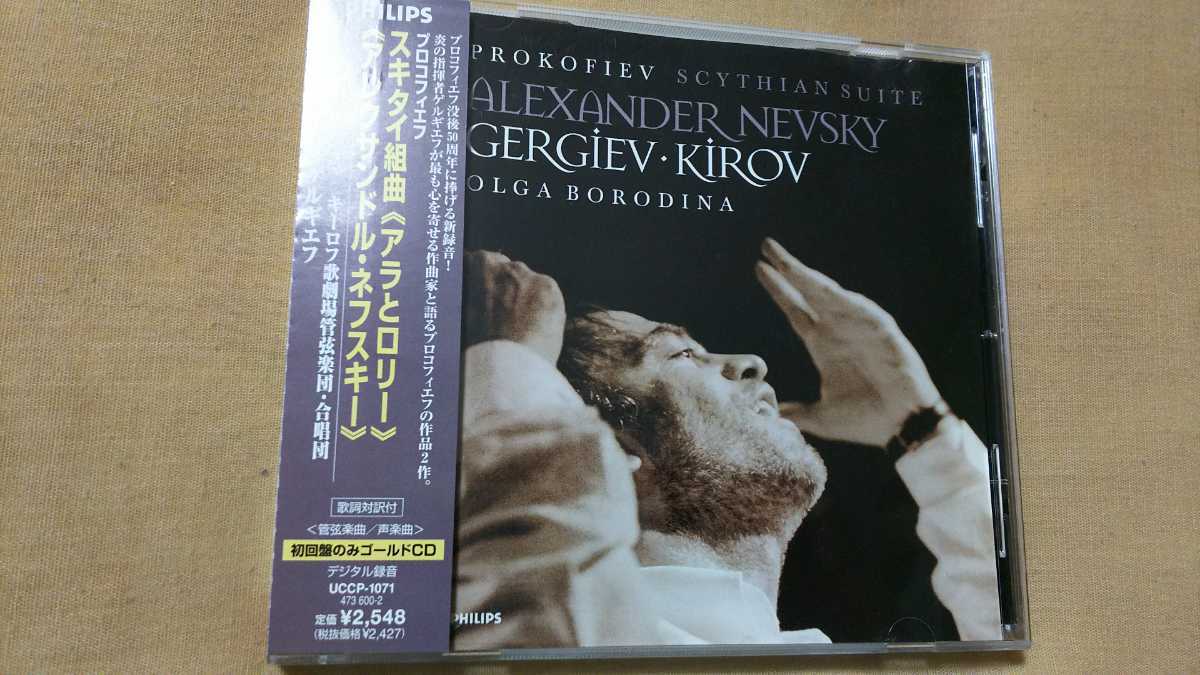 PHILIPS
プロコフィエフ没後50周年に捧げる新録音!
炎の指揮者ゲルギエフが最も心を寄せる作曲家と語るプロコフィエフの作品2作。
プロコフィエフ
スキタイ組曲《アラとロリー》
《アレクサンドル・ネフスキー》
キーロフ歌劇場管弦楽団・合唱団
ルギエフ
歌詞対訳付
<管弦楽曲/声楽曲>
初回盤のみゴールドCD
デジタル録音
UCCP-1071
473 600-2
定価¥2,548
(税抜価格¥2,427)
PROKOFIEV SCYTHIAN SUITE
ALEXANDER NEVSKY
GERGIEV · KIROV
OLGA BORODINA
PHILIPS